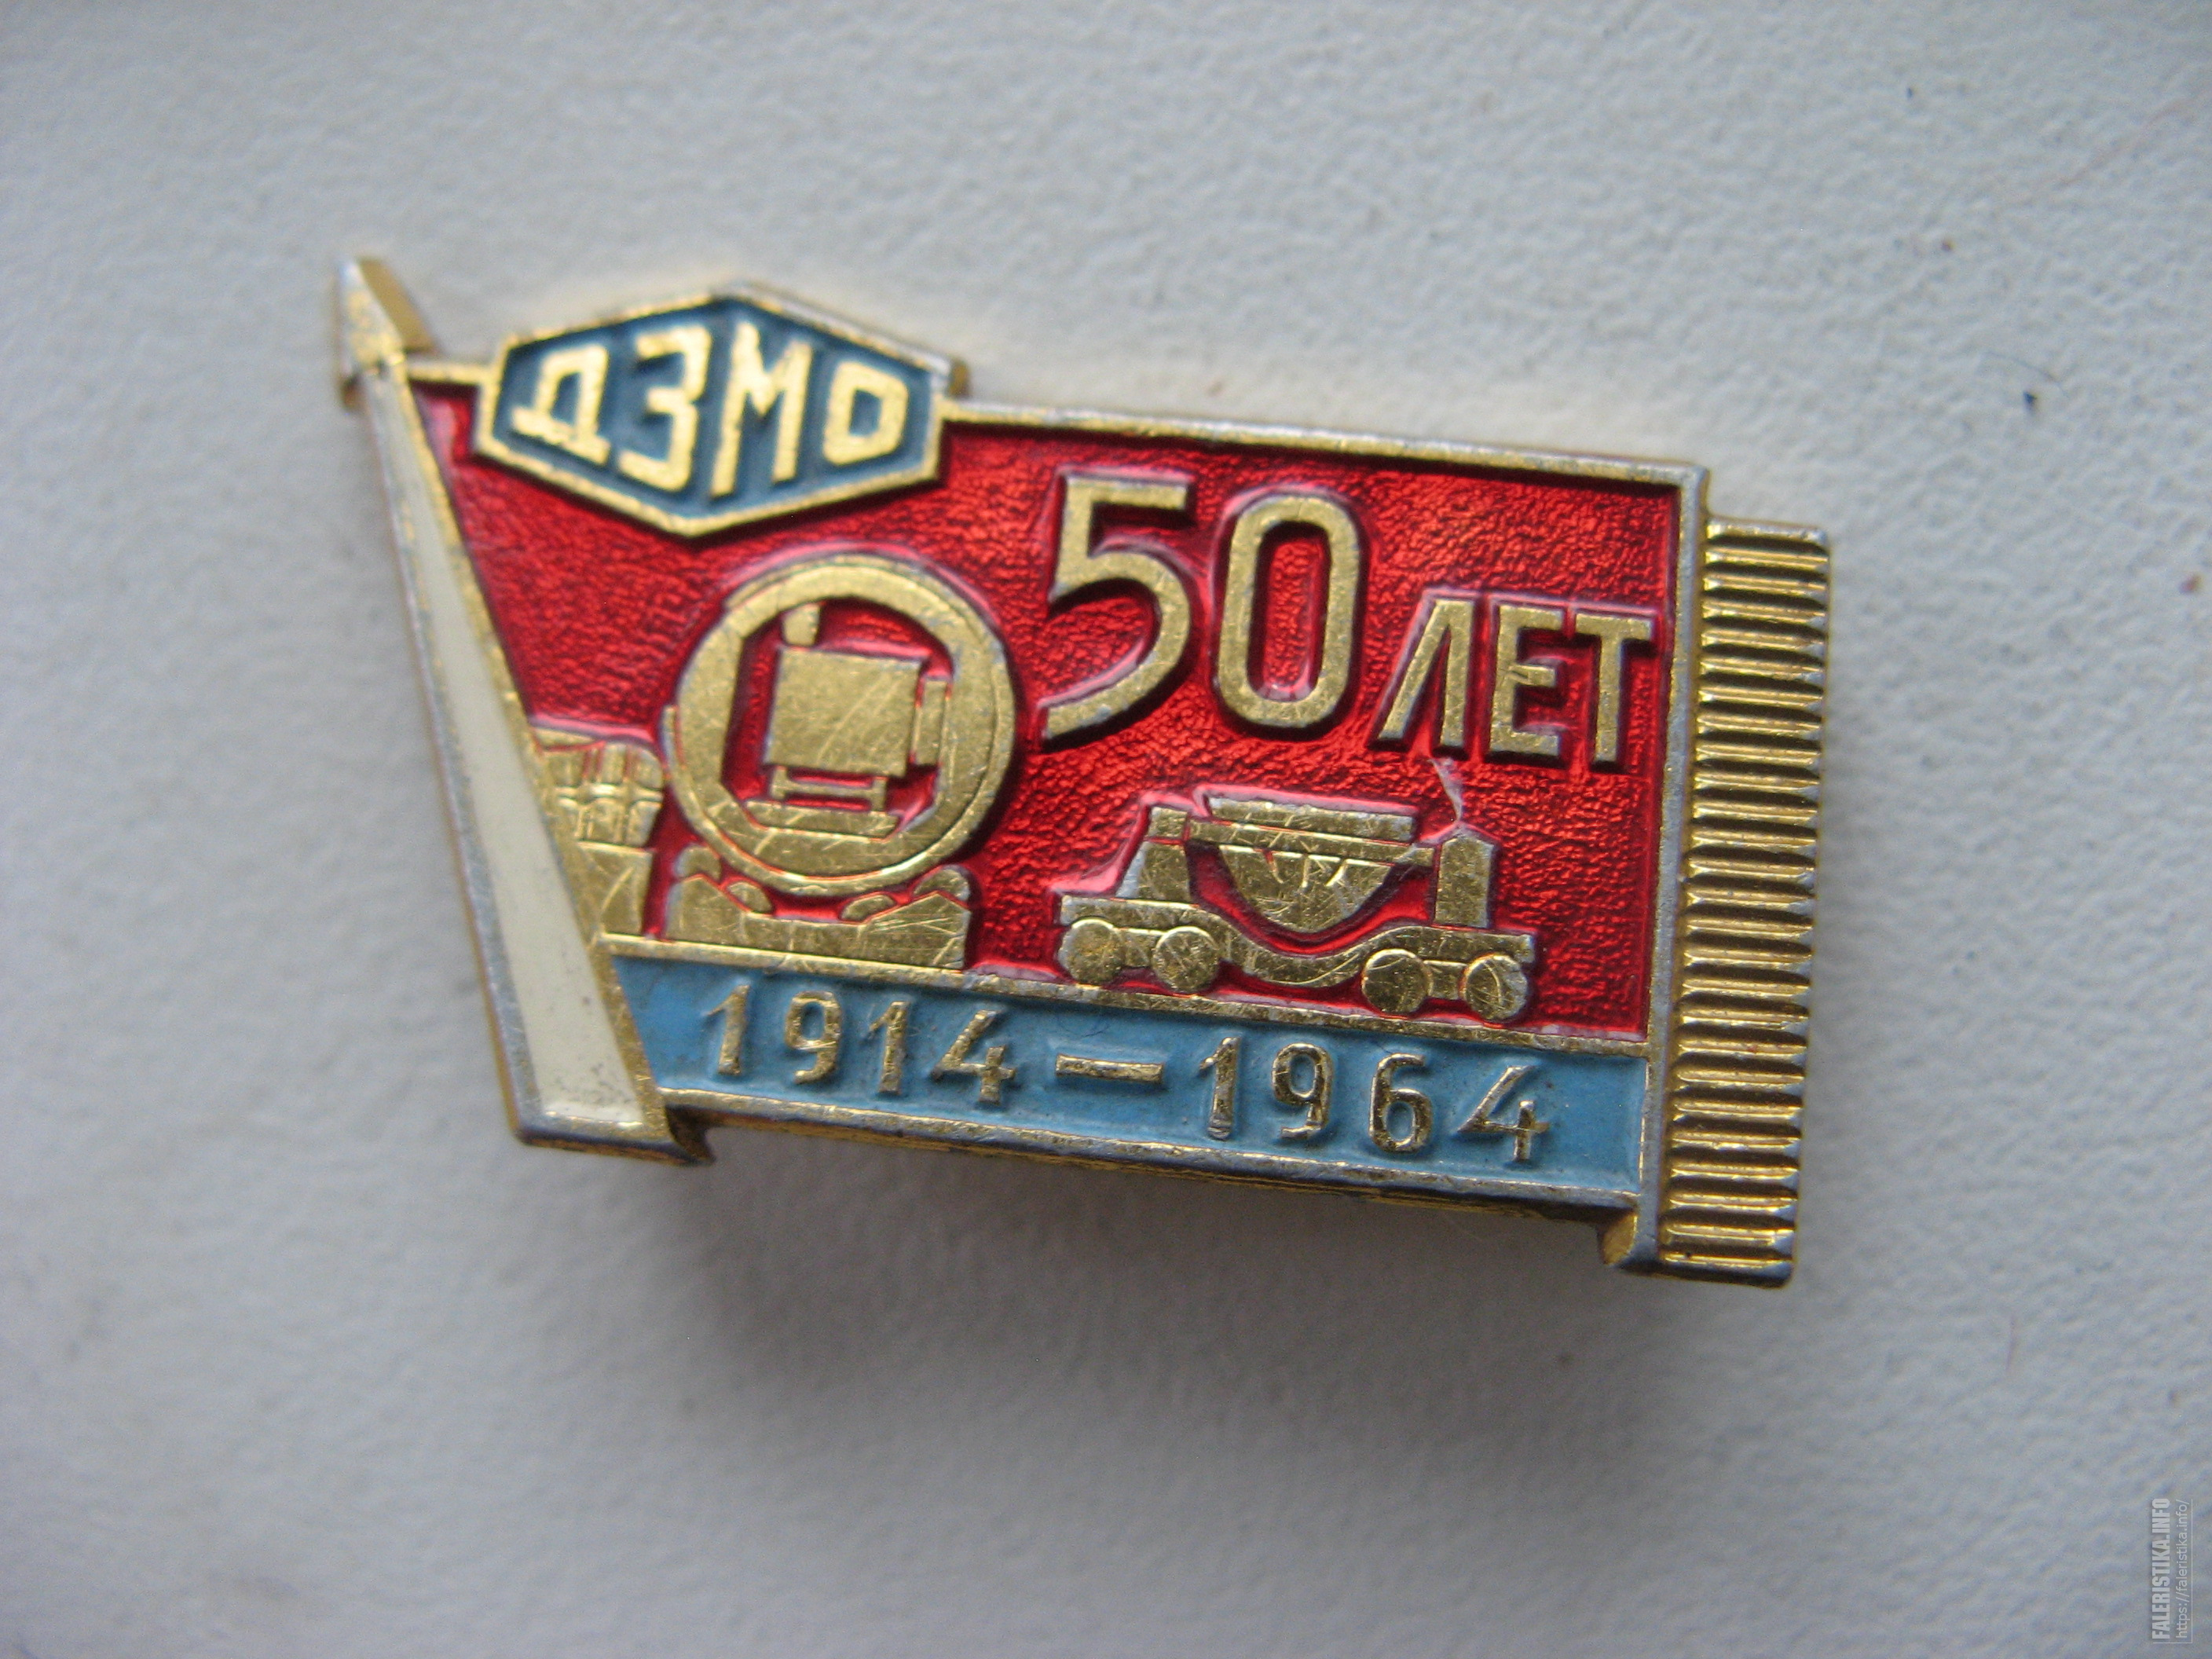 ДЗМО
50 ЛЕТ
1914-1964
FALERISTIKA.INFO
https://faleristika.info/